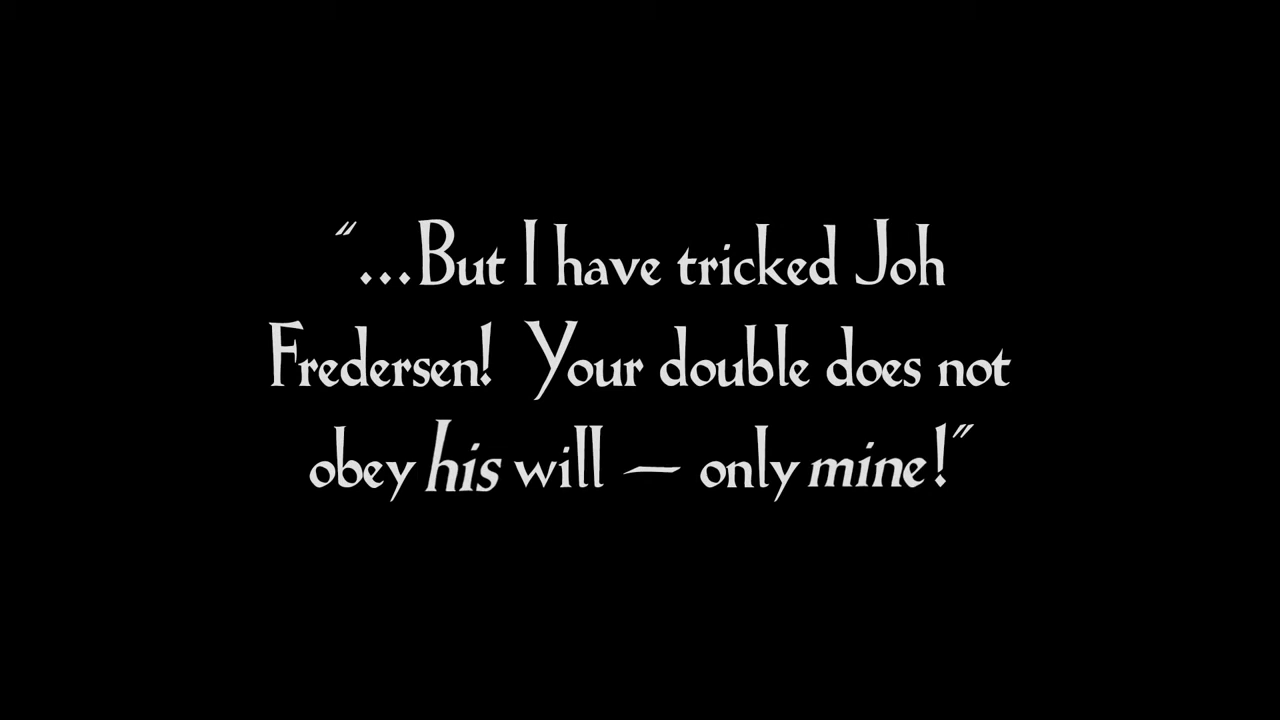 “...But I have tricked Joh
Fredersen! Your double does not
obey his will — only mine!”